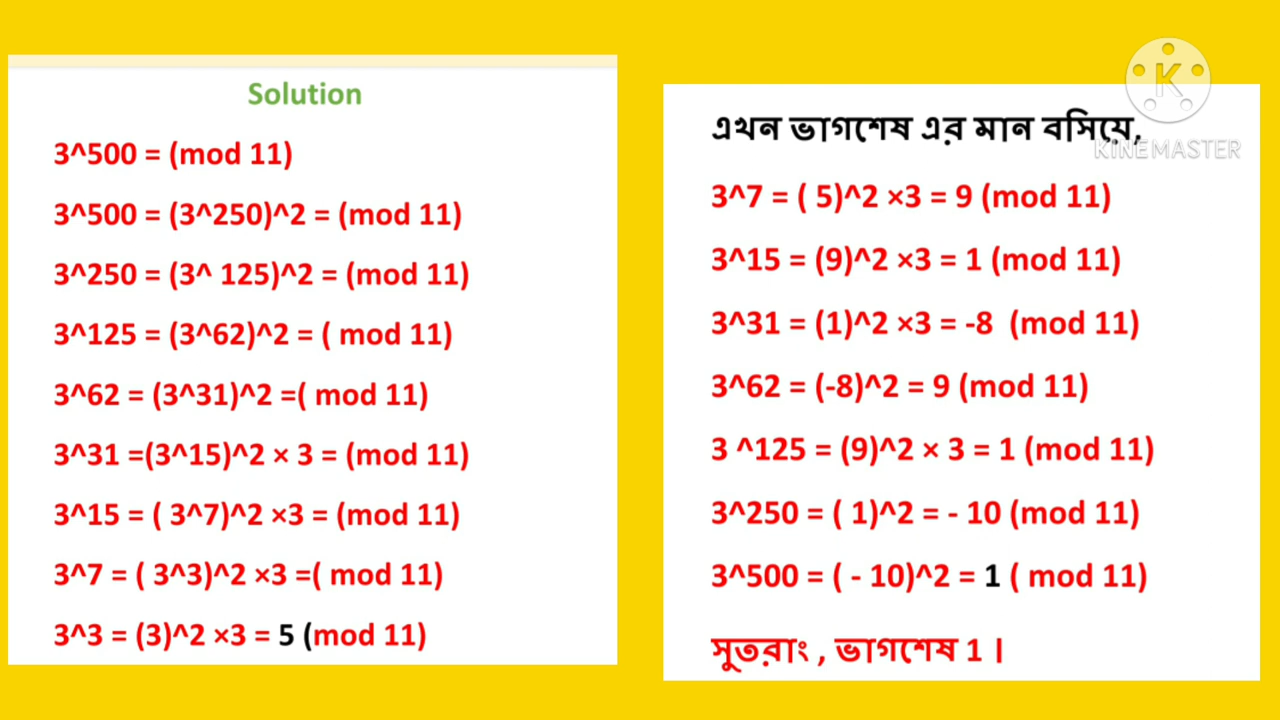 Solution
3^500 = (mod 11)
3^500 = (3^250)^2 = (mod 11)
3^250 = (3^ 125)^2 = (mod 11)
3^125 = (3^62)^2 = ( mod 11)
3^62 = (3^31)^2 =( mod 11)
3^31 =(3^15)^2 × 3 = (mod 11)
3^15 = ( 3^7)^2 ×3 = (mod 11)
3^7 = ( 3^3)^2 ×3 =( mod 11)
3^3 = (3)^2 ×3 = 5 (mod 11)
এখন ভাগশেষ এর মান বসিয়ে,
3^7 = ( 5)^2 ×3 = 9 (mod 11)
3^15 = (9)^2 ×3 = 1 (mod 11)
3^31 = (1)^2 ×3 = -8 (mod 11)
3^62 = (-8)^2 = 9 (mod 11)
3 ^125 = (9)^2 × 3 = 1 (mod 11)
3^250 = ( 1)^2 = - 10 (mod 11)
3^500 = ( - 10)^2 = 1 ( mod 11)
সুতরাং , ভাগশেষ 1 ।
K
KINEMASTER